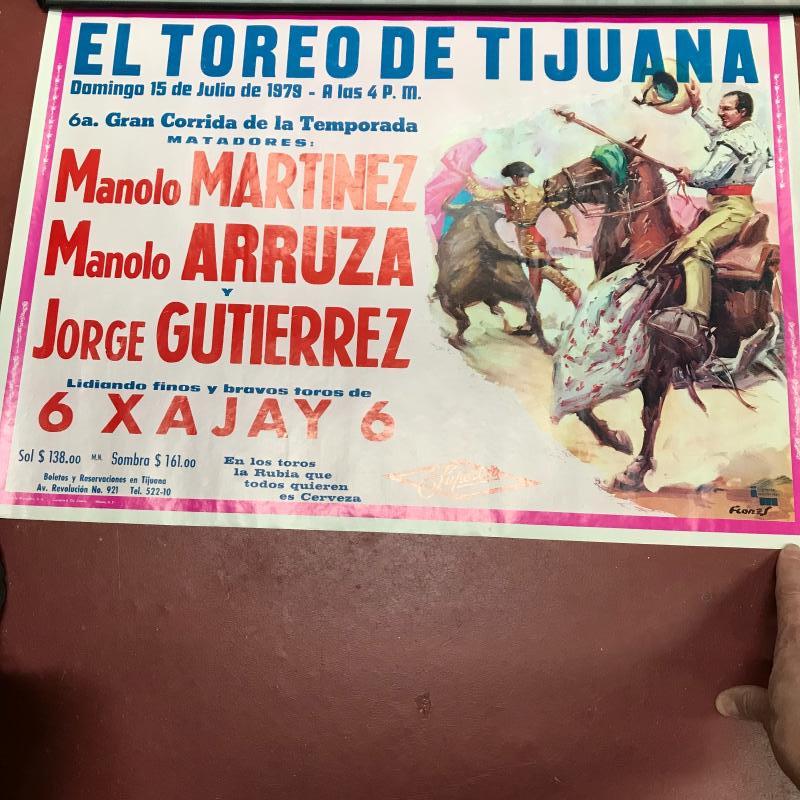 EL TOREO DE TIJUANA
Domingo 15 de Julio de 1979 - A las 4 P. M.
6a. Gran Corrida de la Temporada
MATADORES:
Manolo MARTINEZ
Manolo ARRUZA
Y
JORGE GUTIERREZ
Lidiando finos y bravos toros de
6 XAJAY 6
Sol $ 138.00 M.N. Sombra $ 161.00
Boletos y Reservaciones en Tijuana
Av. Revolución No. 921 Tel. 522-10
En los toros
la Rubia que
todos quieren
es Cerveza
Superior
FLORES